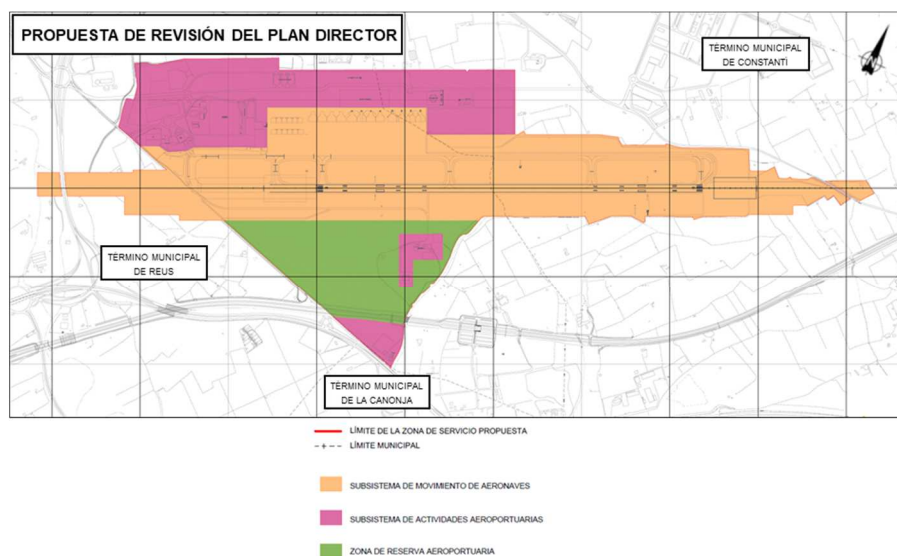 PROPUESTA DE REVISIÓN DEL PLAN DIRECTOR
TÉRMINO MUNICIPAL
DE CONSTANTÍ
TÉRMINO MUNICIPAL
DE REUS
TÉRMINO MUNICIPAL
DE LA CANONJA
LÍMITE DE LA ZONA DE SERVICIO PROPUESTA
LÍMITE MUNICIPAL
SUBSISTEMA DE MOVIMIENTO DE AERONAVES
SUBSISTEMA DE ACTIVIDADES AEROPORTUARIAS
ZONA DE RESERVA AEROPORTUARIA